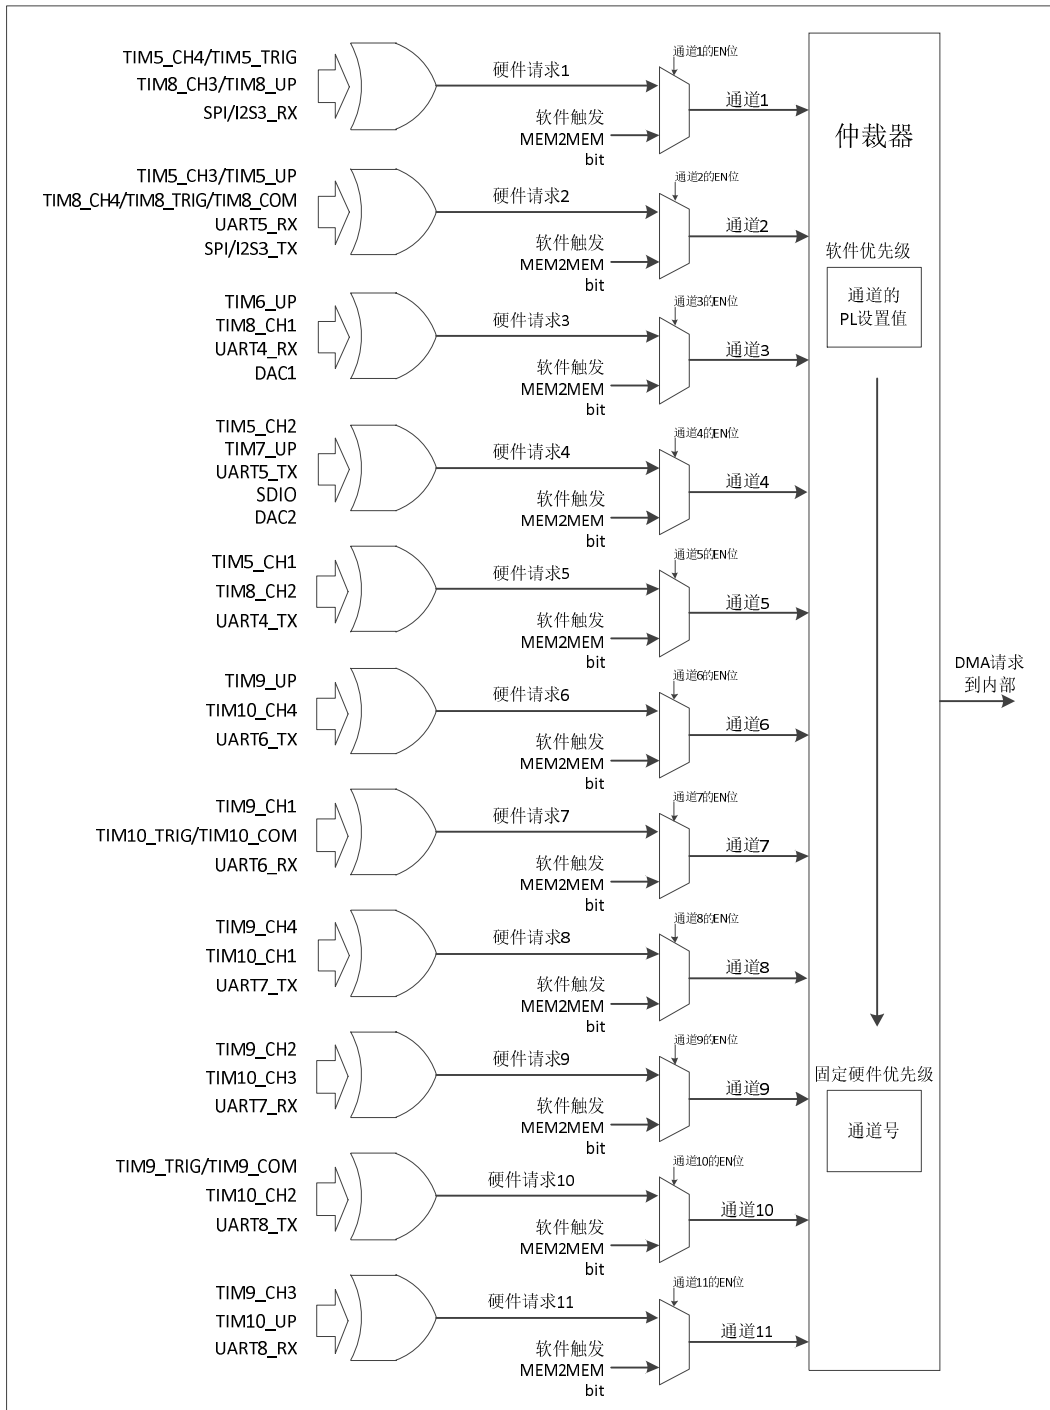 TIM5_CH4/TIM5_TRIG
TIM8_CH3/TIM8_UP
SPI/I2S3_RX
硬件请求1
软件触发
MEM2MEM
bit
通道1的EN位
通道1
TIM5_CH3/TIM5_UP
TIM8_CH4/TIM8_TRIG/TIM8_COM
UART5_RX
SPI/I2S3_TX
硬件请求2
软件触发
MEM2MEM
bit
通道2的EN位
通道2
TIM6_UP
TIM8_CH1
UART4_RX
DAC1
硬件请求3
软件触发
MEM2MEM
bit
通道3的EN位
通道3
TIM5_CH2
TIM7_UP
UART5_TX
SDIO
DAC2
硬件请求4
软件触发
MEM2MEM
bit
通道4的EN位
通道4
TIM5_CH1
TIM8_CH2
UART4_TX
硬件请求5
软件触发
MEM2MEM
bit
通道5的EN位
通道5
TIM9_UP
TIM10_CH4
UART6_TX
硬件请求6
软件触发
MEM2MEM
bit
通道6的EN位
通道6
TIM9_CH1
TIM10_TRIG/TIM10_COM
UART6_RX
硬件请求7
软件触发
MEM2MEM
bit
通道7的EN位
通道7
TIM9_CH4
TIM10_CH1
UART7_TX
硬件请求8
软件触发
MEM2MEM
bit
通道8的EN位
通道8
TIM9_CH2
TIM10_CH3
UART7_RX
硬件请求9
软件触发
MEM2MEM
bit
通道9的EN位
通道9
TIM9_TRIG/TIM9_COM
TIM10_CH2
UART8_TX
硬件请求10
软件触发
MEM2MEM
bit
通道10的EN位
通道10
TIM9_CH3
TIM10_UP
UART8_RX
硬件请求11
软件触发
MEM2MEM
bit
通道11的EN位
通道11
仲裁器
软件优先级
通道的
PL设置值
固定硬件优先级
通道号
DMA请求
到内部